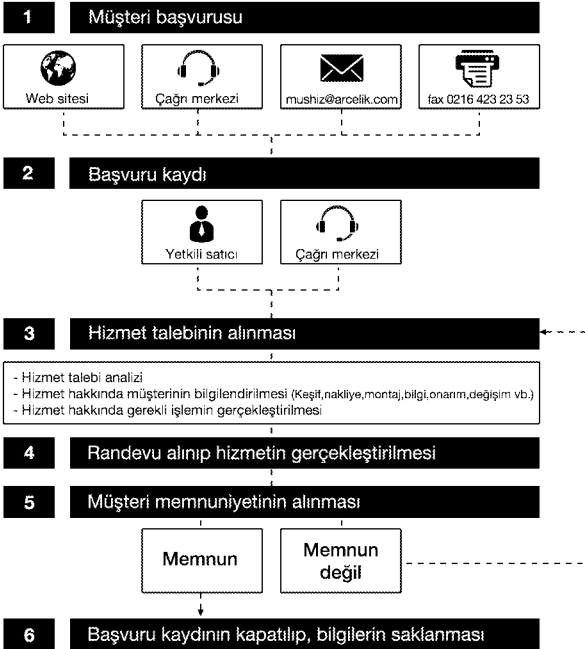 1 Müşteri başvurusu
Web sitesi
Çağrı merkezi
mushiz@arcelik.com
fax 0216 423 23 53
2 Başvuru kaydı
Yetkili satıcı
Çağrı merkezi
3 Hizmet talebinin alınması
- Hizmet talebi analizi
- Hizmet hakkında müşterinin bilgilendirilmesi (Keşif,nakliye,montaj,bilgi,onarım,değişim vb.)
- Hizmet hakkında gerekli işlemin gerçekleştirilmesi
4 Randevu alınıp hizmetin gerçekleştirilmesi
5 Müşteri memnuniyetinin alınması
Memnun
Memnun
değil
6 Başvuru kaydının kapatılıp, bilgilerin saklanması